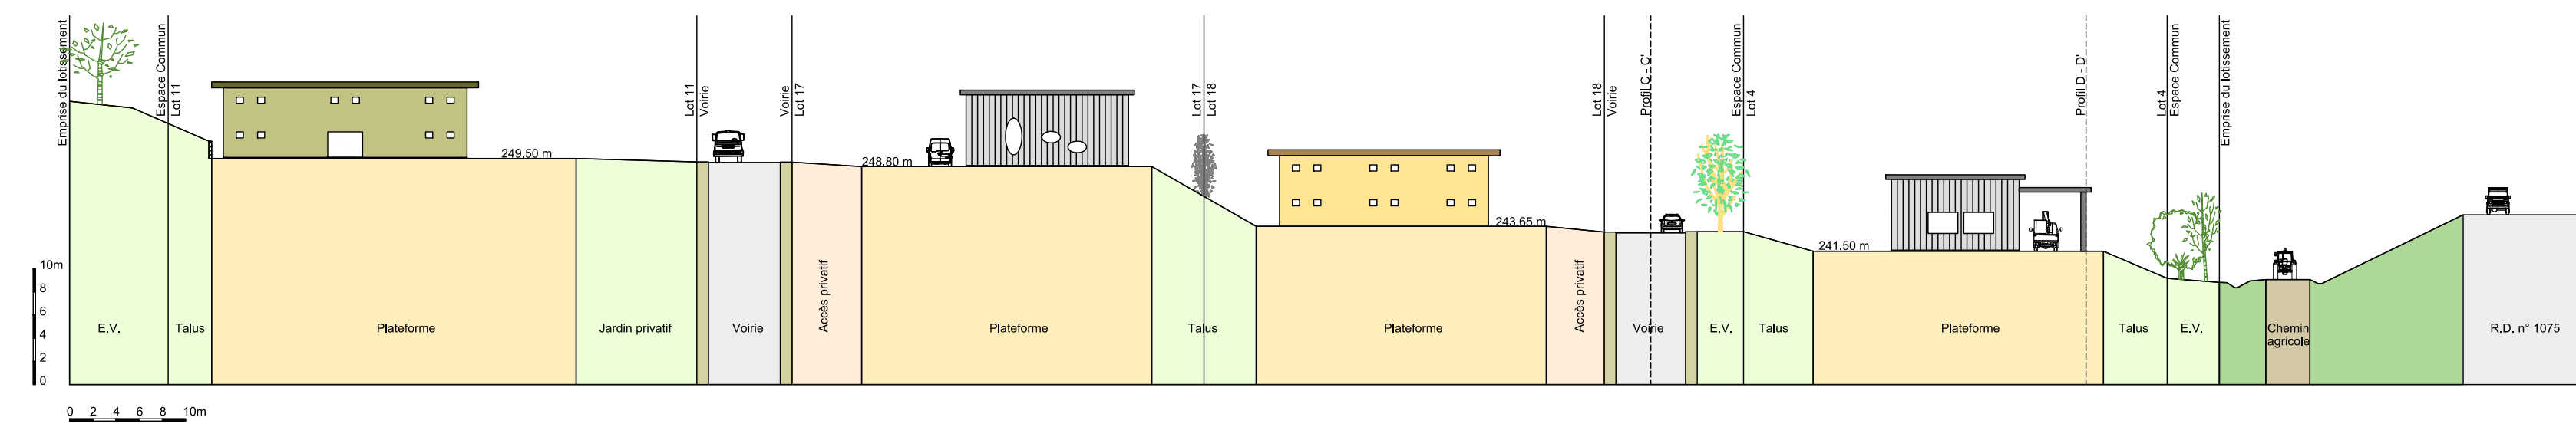 Emprise du lotissement
Espace Commun
Lot 11
Lot 11
Voirie
Voirie
Lot 17
Lot 17
Lot 18
Lot 18
Voirie
Profil C - C'
Espace Commun
Lot 4
Profil D - D'
Lot 4
Espace Commun
Emprise du lotissement
249.50 m
248.80 m
243.65 m
241.50 m
10m
8
6
4
2
0
E.V.
Talus
Plateforme
Jardin privatif
Voirie
Accès privatif
Plateforme
Talus
Plateforme
Accès privatif
Voirie
E.V.
Talus
Plateforme
Talus
E.V.
Chemin
agricole
R.D. n° 1075
0 2 4 6 8 10m